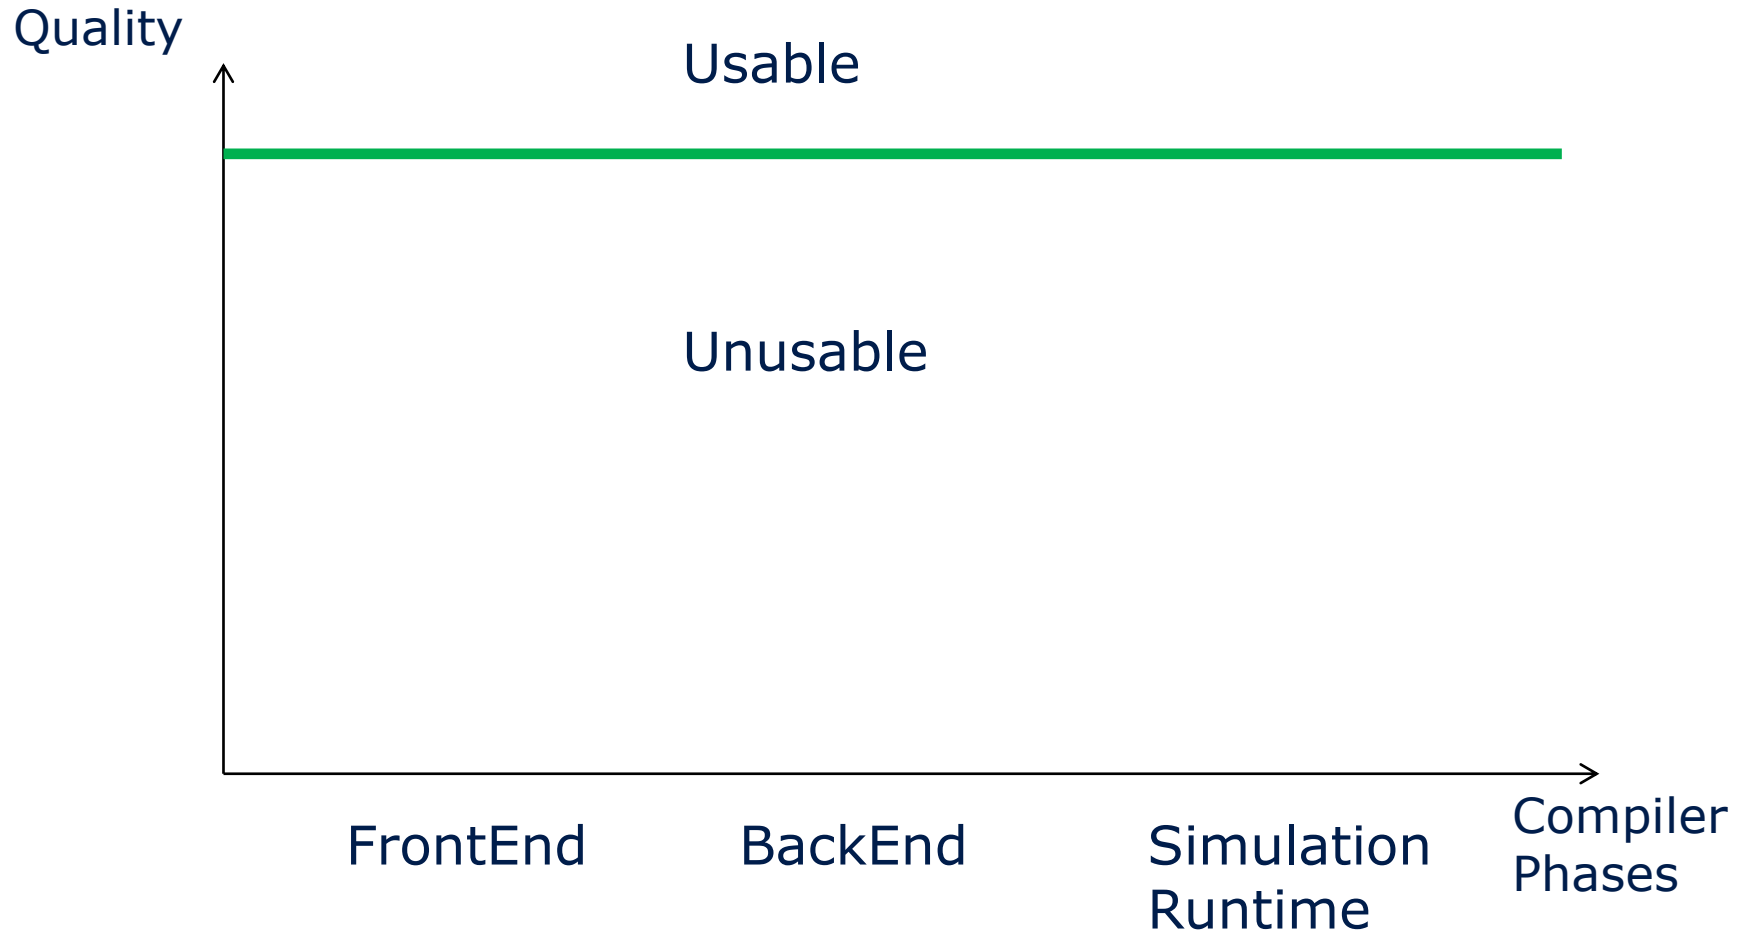 Quality
Usable
Unusable
FrontEnd
BackEnd
Simulation
Runtime
Compiler
Phases